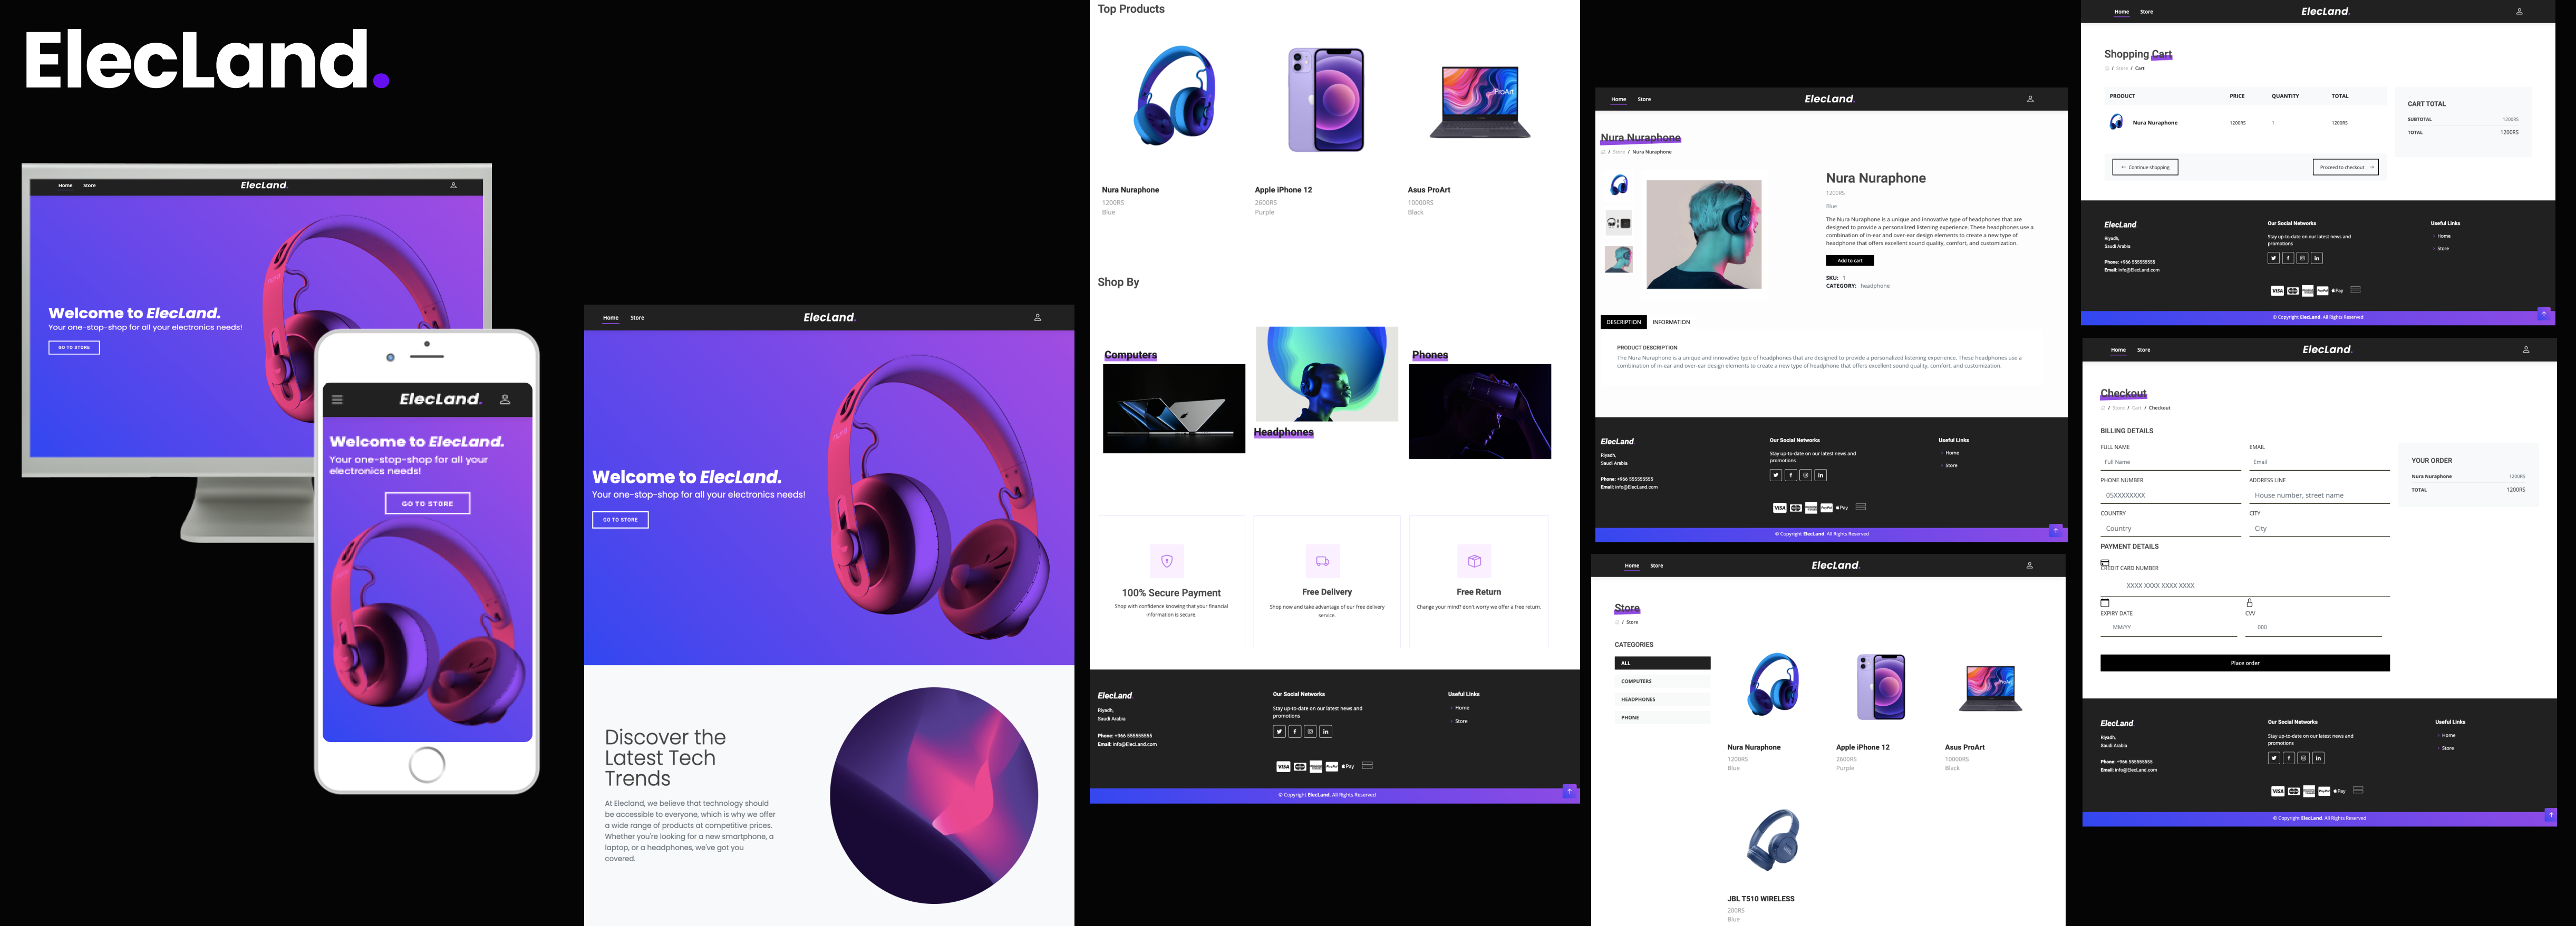 ElecLand.
Home Store ElecLand.
Welcome to ElecLand.
Your one-stop-shop for all your electronics needs!
GO TO STORE
ElecLand.
Welcome to ElecLand.
Your one-stop-shop for all your
electronics needs!
GO TO STORE
Home Store ElecLand.
Welcome to ElecLand.
Your one-stop-shop for all your electronics needs!
GO TO STORE
Discover the
Latest Tech
Trends
At Elecland, we believe that technology should
be accessible to everyone, which is why we offer
a wide range of products at competitive prices.
Whether you're looking for a new smartphone, a
laptop, or a headphones, we've got you
covered.
Top Products
ProArt
Nura Nuraphone
1200RS
Blue
Apple iPhone 12
2600RS
Purple
Asus ProArt
10000RS
Black
Shop By
Computers
Headphones
Phones
100% Secure Payment
Shop with confidence knowing that your financial
information is secure.
Free Delivery
Shop now and take advantage of our free delivery
service.
Free Return
Change your mind? don't worry we offer a free return.
ElecLand
Riyadh,
Saudi Arabia
Phone: +966 555555555
Email: info@ElecLand.com
Our Social Networks
Stay up-to-date on our latest news and
promotions
Useful Links
Home
Store
VISA PayPal Pay
© Copyright ElecLand. All Rights Reserved
Home Store ElecLand.
Nura Nuraphone
/ Store / Nura Nuraphone
Nura Nuraphone
1200RS
Blue
The Nura Nuraphone is a unique and innovative type of headphones that are
designed to provide a personalized listening experience. These headphones use a
combination of in-ear and over-ear design elements to create a new type of
headphone that offers excellent sound quality, comfort, and customization.
Add to cart
SKU: 1
CATEGORY: headphone
DESCRIPTION INFORMATION
PRODUCT DESCRIPTION
The Nura Nuraphone is a unique and innovative type of headphones that are designed to provide a personalized listening experience. These headphones use a
combination of in-ear and over-ear design elements to create a new type of headphone that offers excellent sound quality, comfort, and customization.
ElecLand
Riyadh,
Saudi Arabia
Phone: +966 555555555
Email: info@ElecLand.com
Our Social Networks
Stay up-to-date on our latest news and
promotions
Useful Links
Home
Store
VISA PayPal Pay
© Copyright ElecLand. All Rights Reserved
Home Store ElecLand.
Store
/ Store
CATEGORIES
ALL
COMPUTERS
HEADPHONES
PHONE
Nura Nuraphone
1200RS
Blue
Apple iPhone 12
2600RS
Purple
Asus ProArt
10000RS
Black
JBL T510 WIRELESS
200RS
Blue
Home Store ElecLand.
Shopping Cart
/ Store / Cart
PRODUCT PRICE QUANTITY TOTAL
Nura Nuraphone 1200RS 1 1200RS
← Continue shopping
Proceed to checkout →
CART TOTAL
SUBTOTAL 1200RS
TOTAL 1200RS
ElecLand
Riyadh,
Saudi Arabia
Phone: +966 555555555
Email: info@ElecLand.com
Our Social Networks
Stay up-to-date on our latest news and
promotions
Useful Links
Home
Store
VISA PayPal Pay
© Copyright ElecLand. All Rights Reserved
Home Store ElecLand.
Checkout
/ Store / Cart / Checkout
BILLING DETAILS
FULL NAME EMAIL
Full Name Email
PHONE NUMBER ADDRESS LINE
05XXXXXXXX House number, street name
COUNTRY CITY
Country City
PAYMENT DETAILS
CREDIT CARD NUMBER
XXXX XXXX XXXX XXXX
EXPIRY DATE CVV
MM/YY 000
Place order
YOUR ORDER
Nura Nuraphone 1200RS
TOTAL 1200RS
ElecLand
Riyadh,
Saudi Arabia
Phone: +966 555555555
Email: info@ElecLand.com
Our Social Networks
Stay up-to-date on our latest news and
promotions
Useful Links
Home
Store
VISA PayPal Pay
© Copyright ElecLand. All Rights Reserved